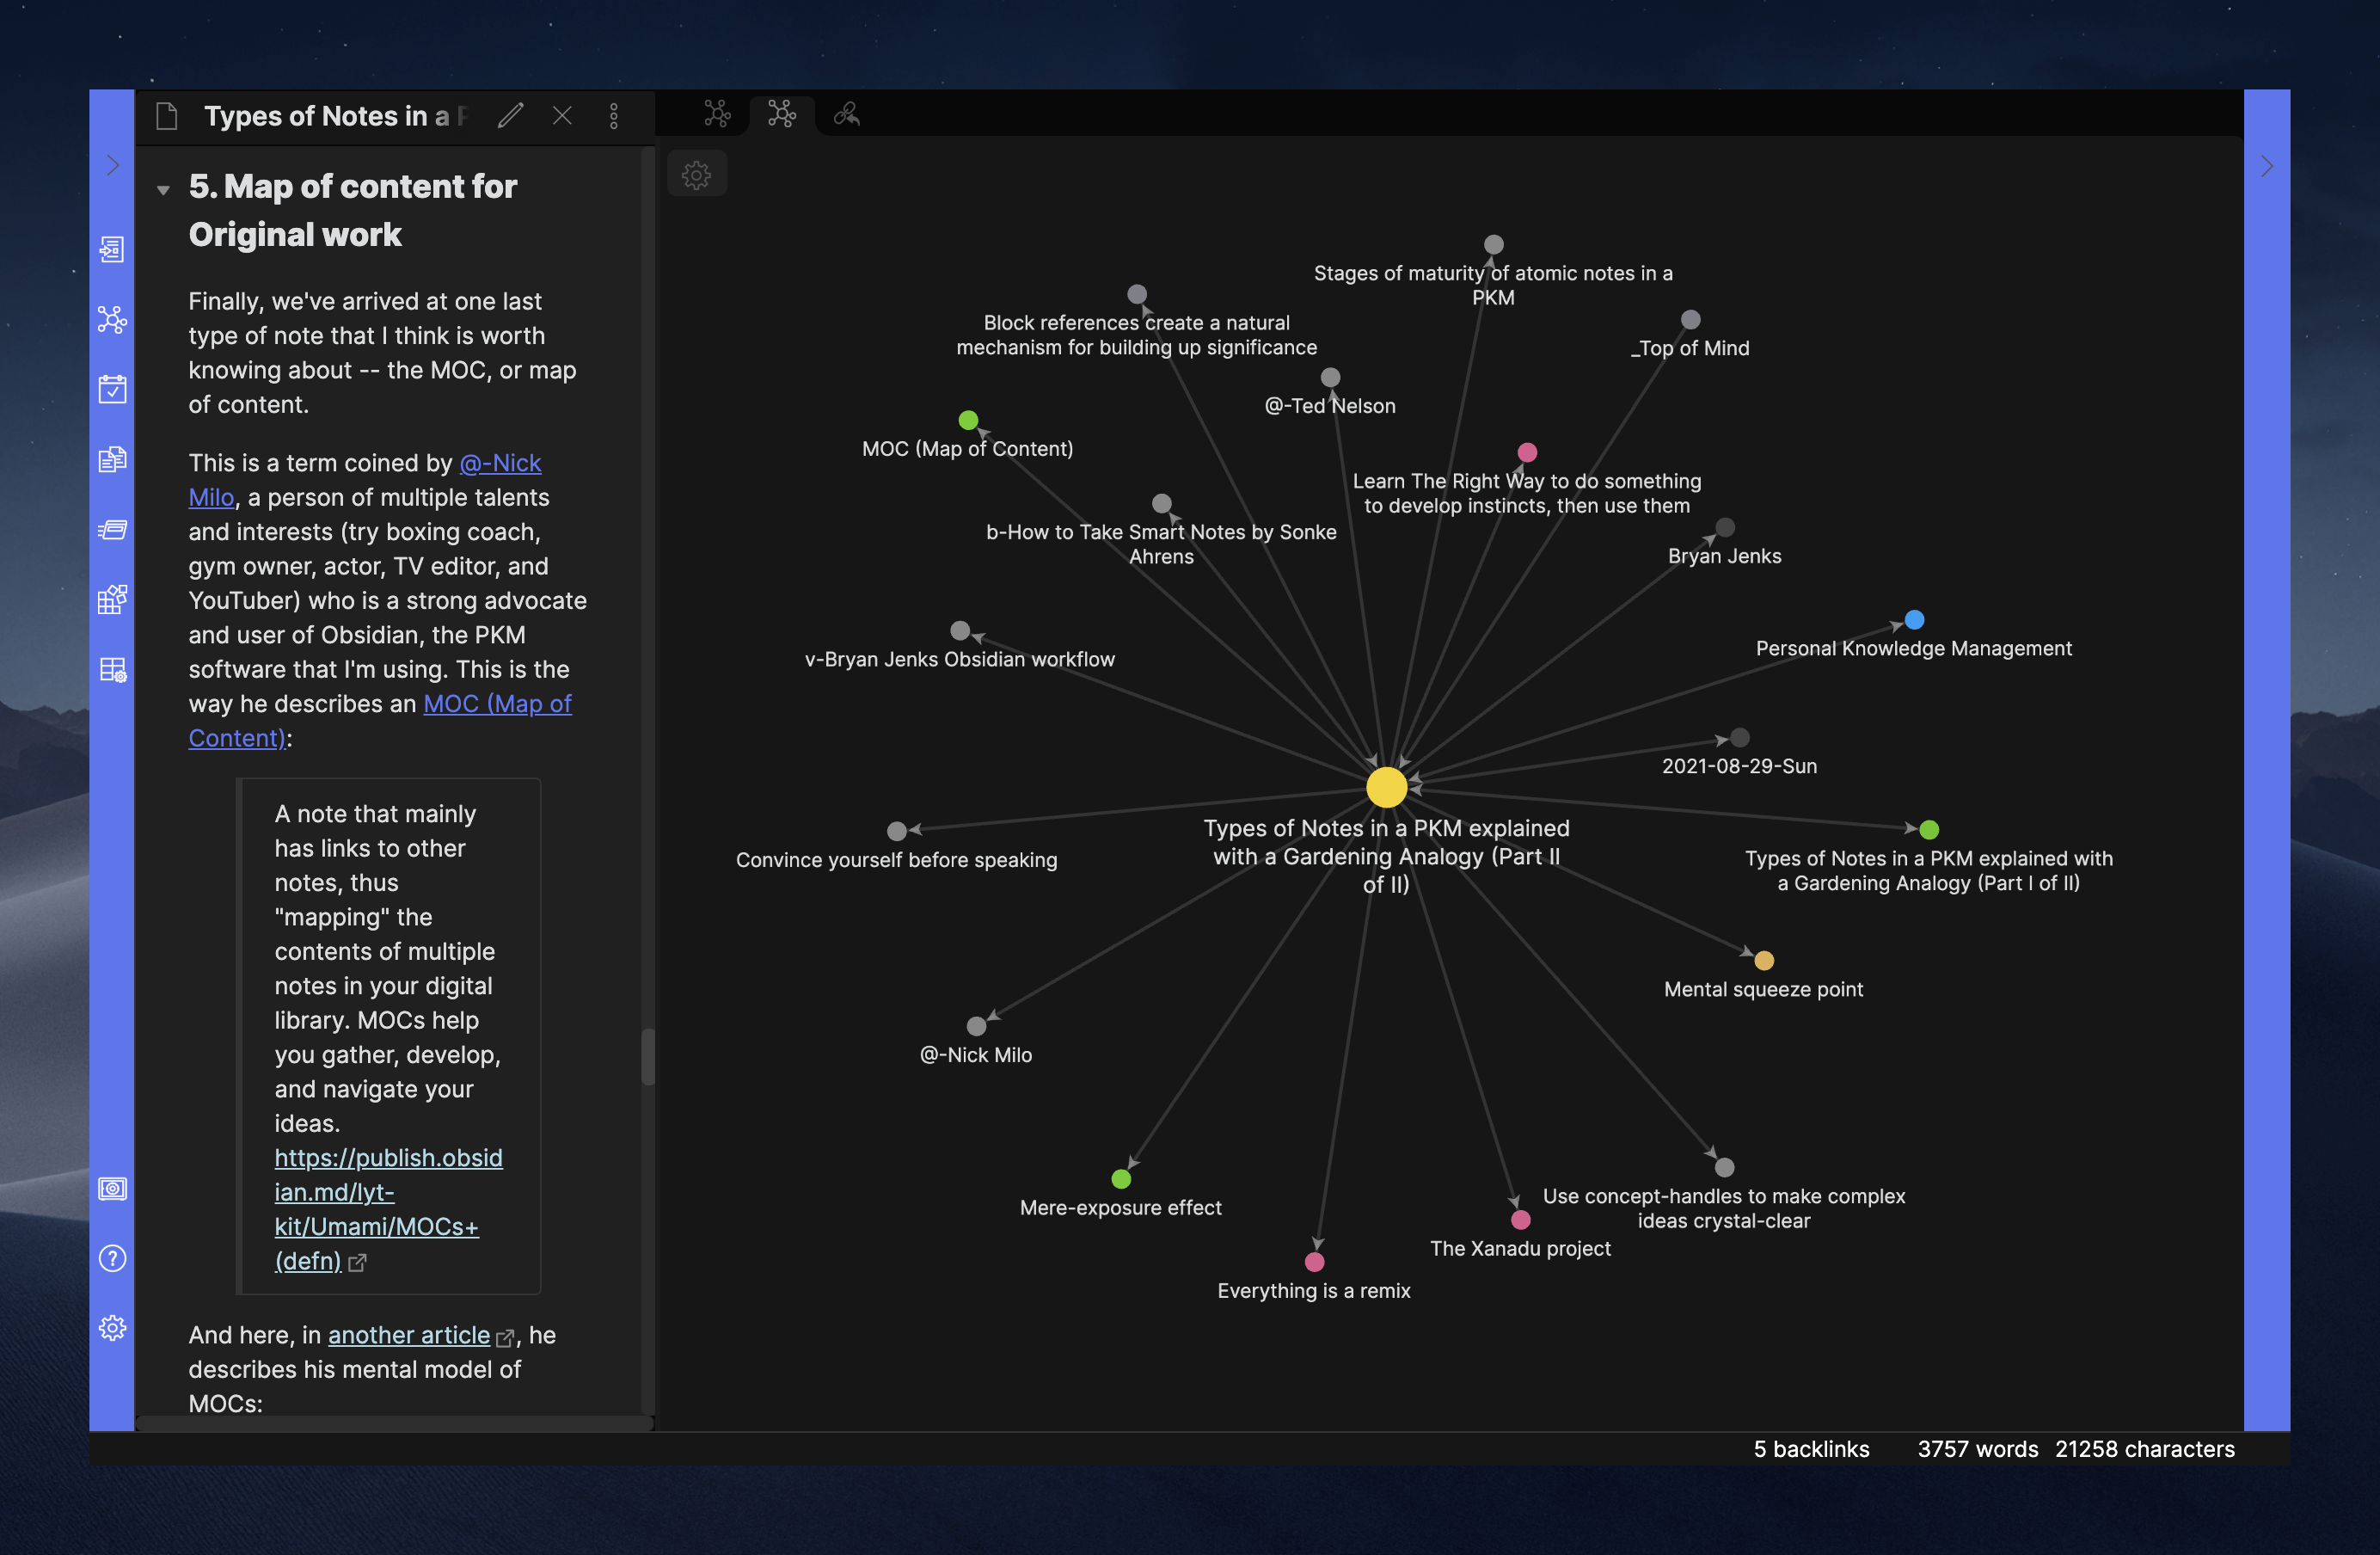 Types of Notes in a
5. Map of content for
Original work
Finally, we've arrived at one last
type of note that I think is worth
knowing about -- the MOC, or map
of content.
This is a term coined by @-Nick
Milo, a person of multiple talents
and interests (try boxing coach,
gym owner, actor, TV editor, and
YouTuber) who is a strong advocate
and user of Obsidian, the PKM
software that I'm using. This is the
way he describes an MOC (Map of
Content):
A note that mainly
has links to other
notes, thus
"mapping" the
contents of multiple
notes in your digital
library. MOCs help
you gather, develop,
and navigate your
ideas.
https://publish.obsid
ian.md/lyt-
kit/Umami/MOCs+
(defn)
And here, in another article, he
describes his mental model of
MOCs:
Stages of maturity of atomic notes in a
PKM
Block references create a natural
mechanism for building up significance
_Top of Mind
@-Ted Nelson
MOC (Map of Content)
Learn The Right Way to do something
to develop instincts, then use them
b-How to Take Smart Notes by Sonke
Ahrens
Bryan Jenks
v-Bryan Jenks Obsidian workflow
Personal Knowledge Management
2021-08-29-Sun
Types of Notes in a PKM explained
with a Gardening Analogy (Part II
of II)
Convince yourself before speaking
Types of Notes in a PKM explained with
a Gardening Analogy (Part I of II)
Mental squeeze point
@-Nick Milo
Mere-exposure effect
Use concept-handles to make complex
ideas crystal-clear
The Xanadu project
Everything is a remix
5 backlinks
3757 words
21258 characters